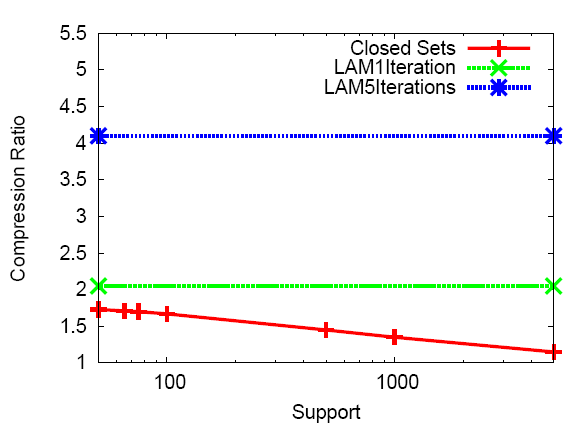 5.5
5
4.5
4
3.5
3
2.5
2
1.5
1
Compression Ratio
Closed Sets
LAM1Iteration
LAM5Iterations
100
1000
Support